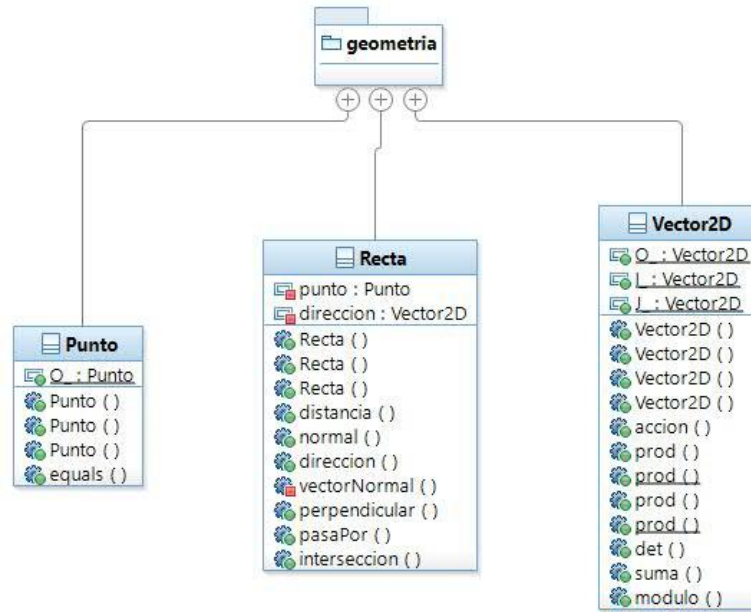 geometria
Punto
O_ : Punto
Punto ( )
Punto ( )
Punto ( )
equals ( )
Recta
punto : Punto
direccion : Vector2D
Recta ( )
Recta ( )
Recta ( )
distancia ( )
normal ( )
direccion ( )
vectorNormal ( )
perpendicular ( )
pasaPor ( )
interseccion ( )
Vector2D
O_ : Vector2D
I_ : Vector2D
J_ : Vector2D
Vector2D ( )
Vector2D ( )
Vector2D ( )
Vector2D ( )
accion ( )
prod ( )
prod ( )
prod ( )
prod ( )
det ( )
suma ( )
modulo ( )